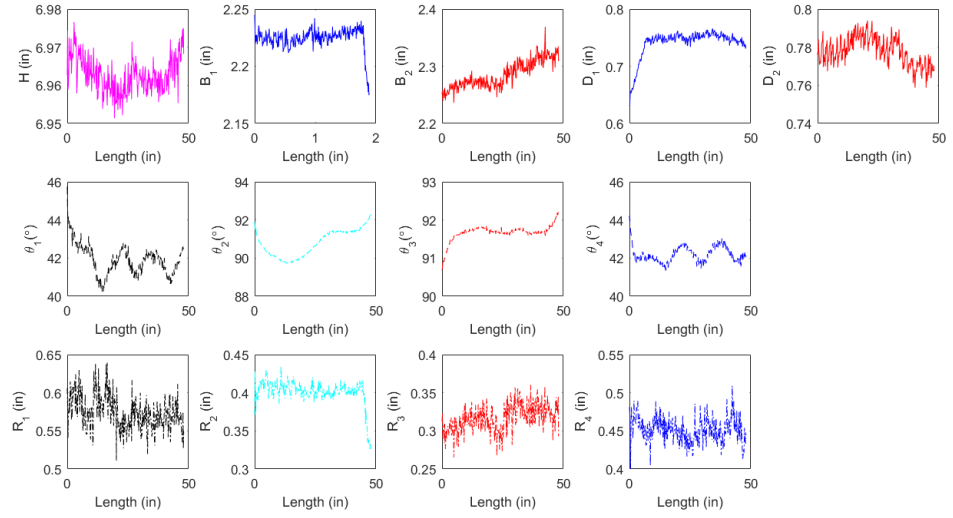 6.98
6.97
6.96
6.95
H (in)
0
50
Length (in)
2.25
2.2
2.15
B1 (in)
0
1
2
Length (in)
2.4
2.3
2.2
B2 (in)
0
50
Length (in)
0.8
0.7
0.6
D1 (in)
0
50
Length (in)
0.8
0.78
0.76
0.74
D2 (in)
0
50
Length (in)
46
44
42
40
θ1(°)
0
50
Length (in)
94
92
90
88
θ2(°)
0
50
Length (in)
93
92
91
90
θ3(°)
0
50
Length (in)
46
44
42
40
θ4(°)
0
50
Length (in)
0.65
0.6
0.55
0.5
R1 (in)
0
50
Length (in)
0.45
0.4
0.35
0.3
R2 (in)
0
50
Length (in)
0.4
0.35
0.3
0.25
R3 (in)
0
50
Length (in)
0.55
0.5
0.45
0.4
R4 (in)
0
50
Length (in)